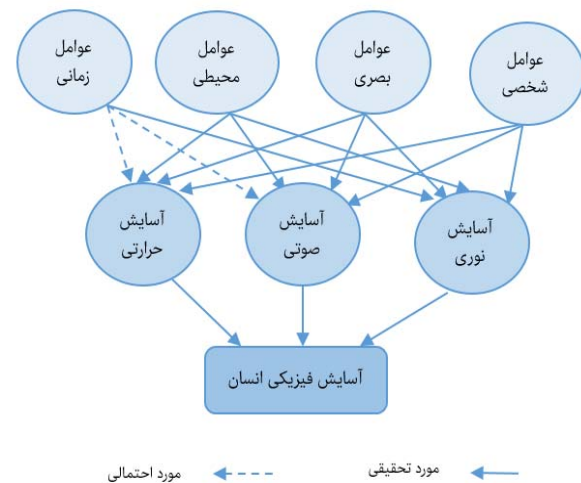 عوامل
شخصی
عوامل
بصری
عوامل
محیطی
عوامل
زمانی
آسایش
نوری
آسایش
صوتی
آسایش
حرارتی
آسایش فیزیکی انسان
مورد تحقیقی
مورد احتمالی